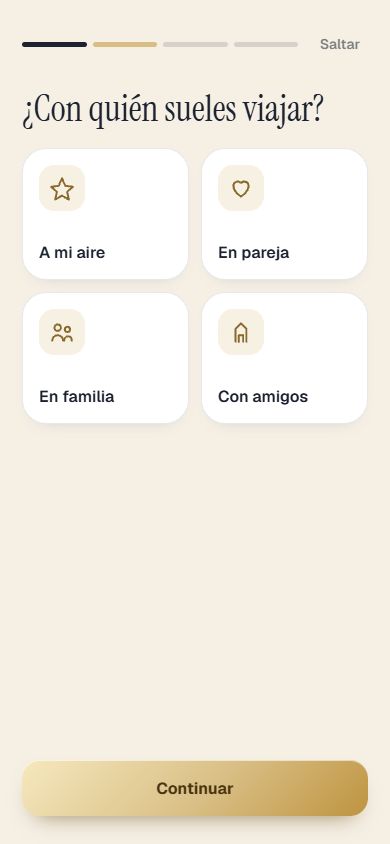 Saltar
¿Con quién sueles viajar?
A mi aire
En pareja
En familia
Con amigos
Continuar